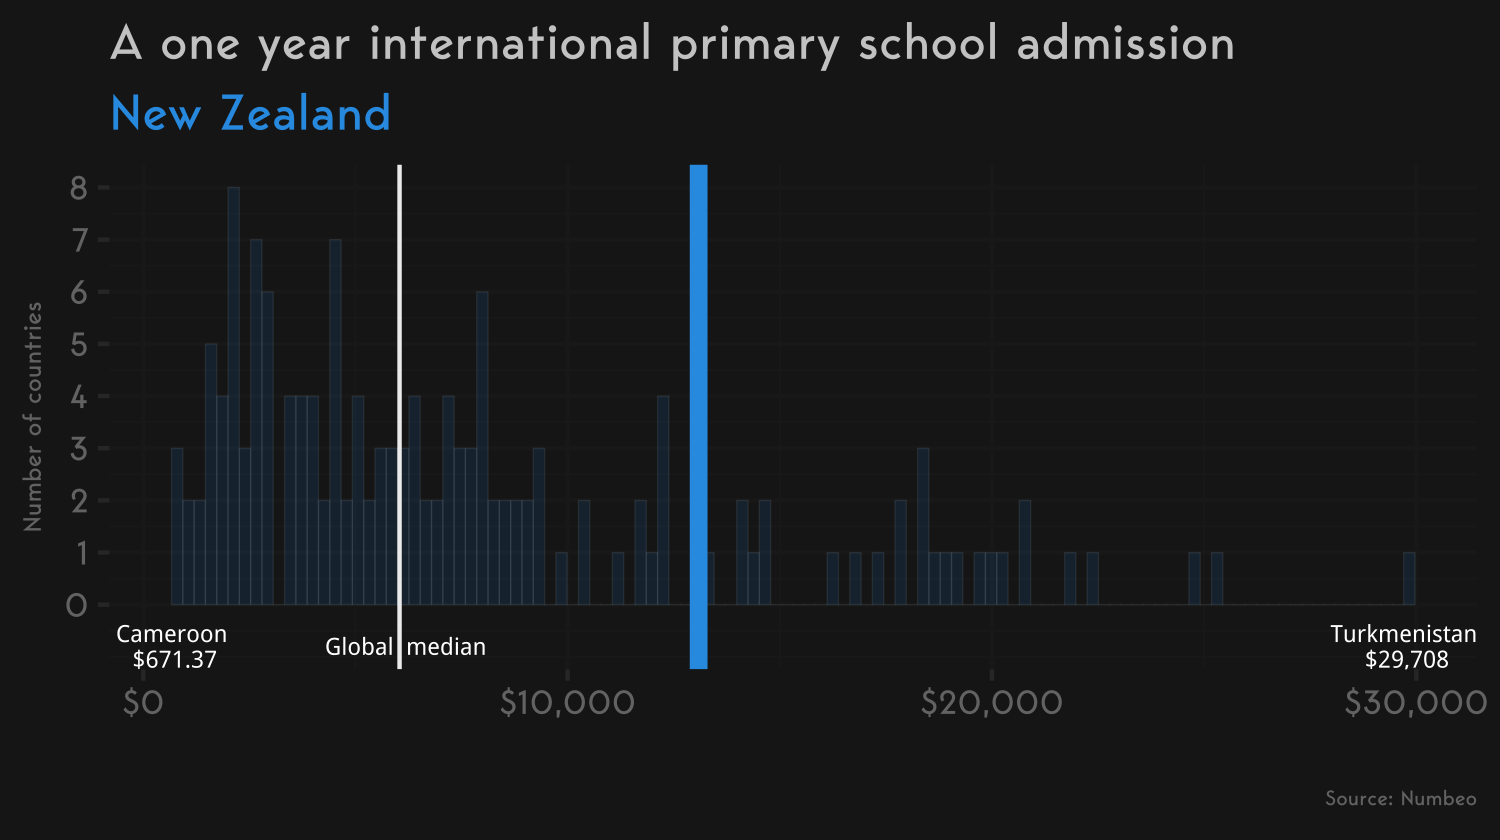 A one year international primary school admission
New Zealand
Number of countries
8
7
6
5
4
3
2
1
0
Cameroon
$671.37
Global median
Turkmenistan
$29,708
$0 $10,000 $20,000 $30,000
Source: Numbeo